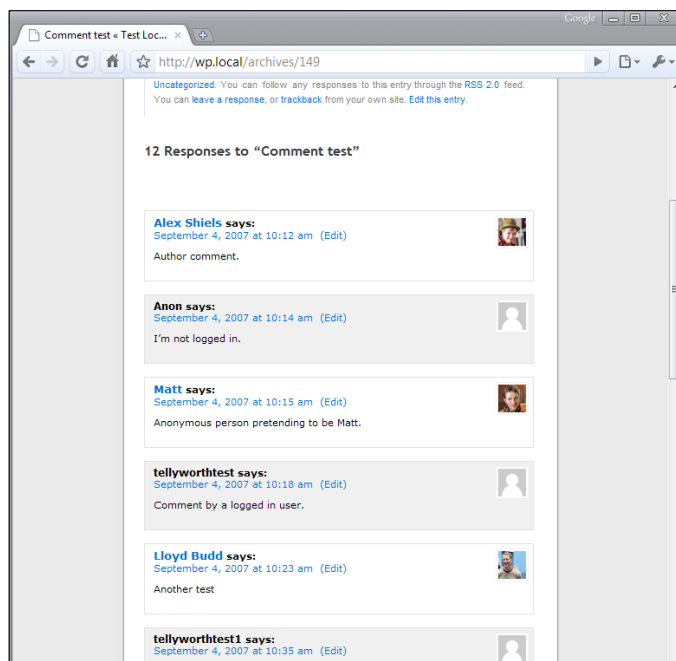 Google
Comment test « Test Loc...
http://wp.local/archives/149
Uncategorized. You can follow any responses to this entry through the RSS 2.0 feed.
You can leave a response, or trackback from your own site. Edit this entry.
12 Responses to “Comment test”
Alex Shiels says:
September 4, 2007 at 10:12 am (Edit)
Author comment.
Anon says:
September 4, 2007 at 10:14 am (Edit)
I’m not logged in.
Matt says:
September 4, 2007 at 10:15 am (Edit)
Anonymous person pretending to be Matt.
tellyworthtest says:
September 4, 2007 at 10:18 am (Edit)
Comment by a logged in user.
Lloyd Budd says:
September 4, 2007 at 10:23 am (Edit)
Another test
tellyworthtest1 says:
September 4, 2007 at 10:35 am (Edit)